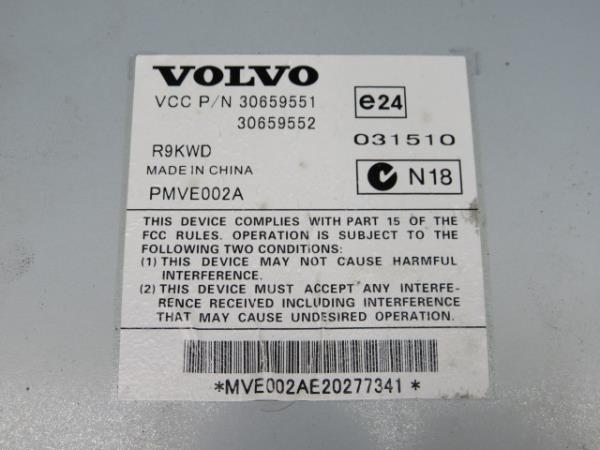 VOLVO
VCC P/N 30659551
30659552
e24
031510
R9KWD
MADE IN CHINA
PMVE002A
N18
THIS DEVICE COMPLIES WITH PART 15 OF THE
FCC RULES. OPERATION IS SUBJECT TO THE
FOLLOWING TWO CONDITIONS:
(1) THIS DEVICE MAY NOT CAUSE HARMFUL
INTERFERENCE.
(2) THIS DEVICE MUST ACCEPT ANY INTERFE-
RENCE RECEIVED INCLUDING INTERFERENCE
THAT MAY CAUSE UNDESIRED OPERATION.
*MVE002AE20277341*